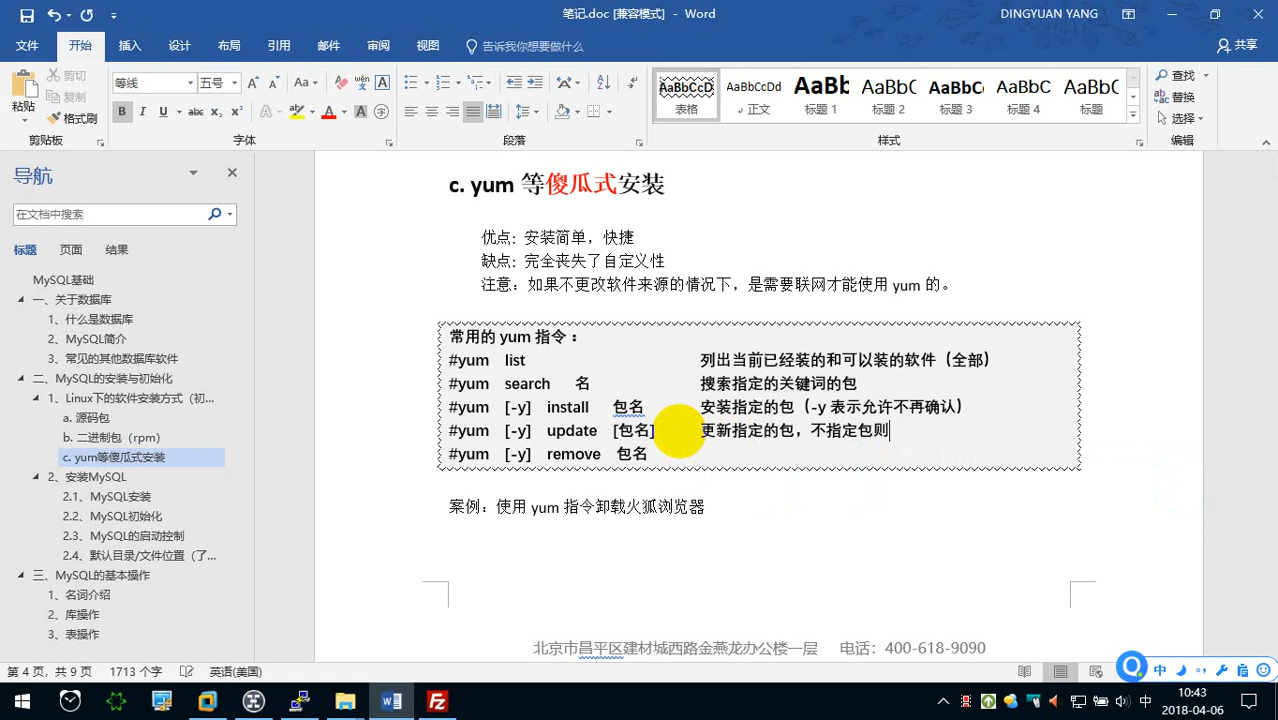 笔记.doc [兼容模式] - Word
DINGYUAN YANG
文件 开始 插入 设计 布局 引用 邮件 审阅 视图 告诉我你想要做什么
共享
粘贴
剪切
复制
格式刷
剪贴板
等线 五号
字体
段落
AaBbCcD 表格
AaBbCcDd 正文
AaBb 标题 1
AaBbC 标题 2
AaBbC 标题 3
AaBbC 标题 4
AaBbC 标题
样式
查找
替换
选择
编辑
导航
在文档中搜索
标题 页面 结果
MySQL基础
一、关于数据库
1、什么是数据库
2、MySQL简介
3、常见的其他数据库软件
二、MySQL的安装与初始化
1、Linux下的软件安装方式（初...
a. 源码包
b. 二进制包（rpm）
c. yum等傻瓜式安装
2、安装MySQL
2.1、MySQL安装
2.2、MySQL初始化
2.3、MySQL的启动控制
2.4、默认目录/文件位置（了...
三、MySQL的基本操作
1、名词介绍
2、库操作
3、表操作
c. yum 等傻瓜式安装
优点：安装简单，快捷
缺点：完全丧失了自定义性
注意：如果不更改软件来源的情况下，是需要联网才能使用 yum 的。
常用的 yum 指令：
#yum list 列出当前已经装的和可以装的软件（全部）
#yum search 名 搜索指定的关键词的包
#yum [-y] install 包名 安装指定的包（-y 表示允许不再确认）
#yum [-y] update [包名] 更新指定的包，不指定包则
#yum [-y] remove 包名
案例：使用 yum 指令卸载火狐浏览器
北京市昌平区建材城西路金燕龙办公楼一层 电话：400-618-9090
第 4 页，共 9 页 1713 个字 英语(美国)
中
中
10:43
2018-04-06